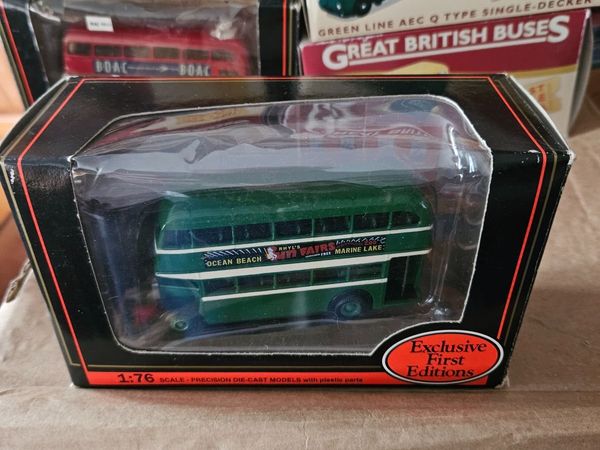 GREEN LINE AEC Q TYPE SINGLE-DECKER
GREAT BRITISH BUSES
BOAC BOAC
RHYL'S
FUN FAIRS
OCEAN BEACH
FREE
MARINE LAKE
Exclusive
First
Editions
1:76 SCALE - PRECISION DIE-CAST MODELS with plastic parts